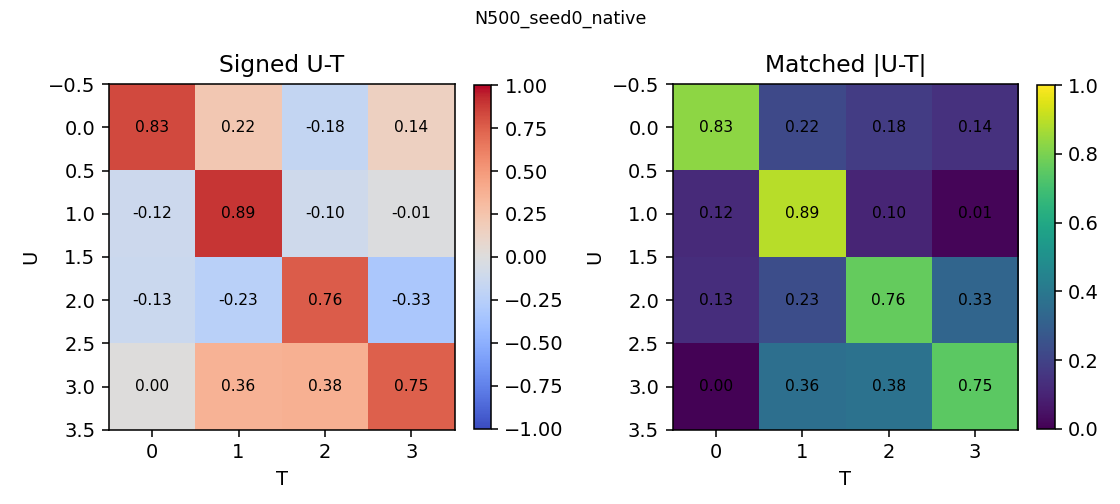 N500_seed0_native
Signed U-T
Matched |U-T|
−0.5
0.0
0.5
1.0
1.5
2.0
2.5
3.0
3.5
U
0.83 0.22 -0.18 0.14
-0.12 0.89 -0.10 -0.01
-0.13 -0.23 0.76 -0.33
0.00 0.36 0.38 0.75
0 1 2 3
T
1.00
0.75
0.50
0.25
0.00
−0.25
−0.50
−0.75
−1.00
−0.5
0.0
0.5
1.0
1.5
2.0
2.5
3.0
3.5
U
0.83 0.22 0.18 0.14
0.12 0.89 0.10 0.01
0.13 0.23 0.76 0.33
0.00 0.36 0.38 0.75
0 1 2 3
T
1.0
0.8
0.6
0.4
0.2
0.0